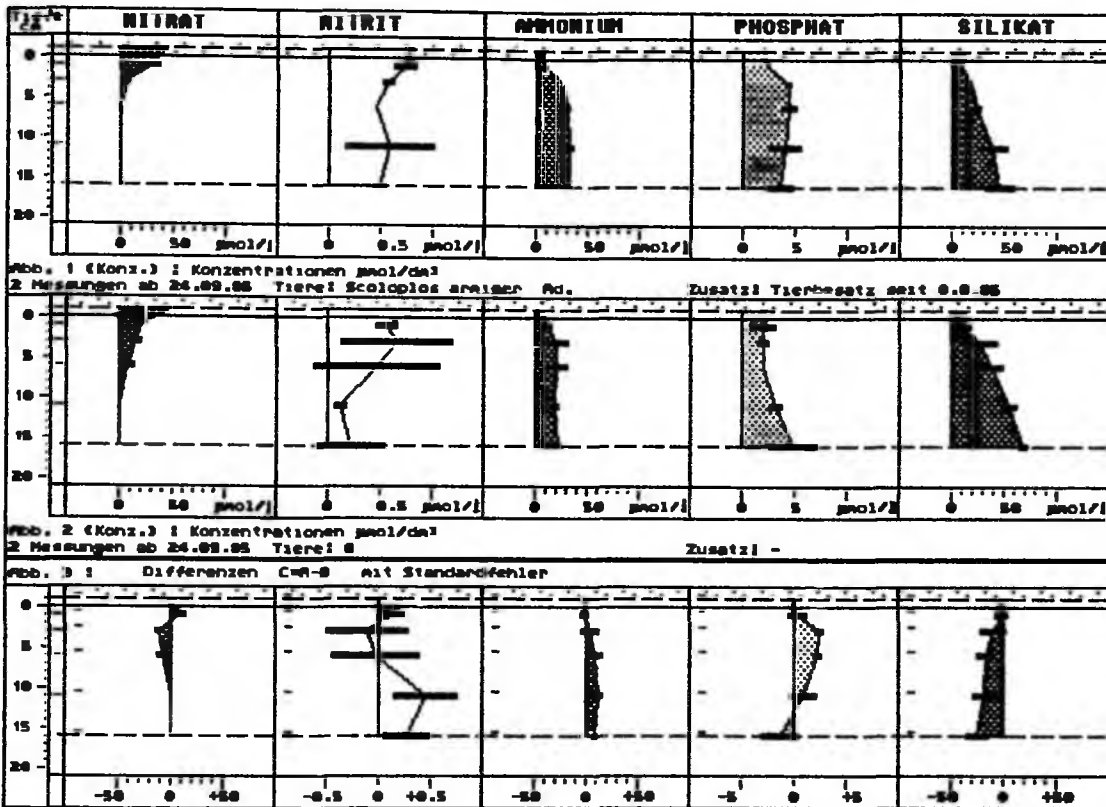 Tiefe NITRAT NITRIT AMMONIUM PHOSPHAT SILIKAT
CM
0
5
10
15
20
0 50 µmol/l 0 0.5 µmol/l 0 50 µmol/l 0 5 µmol/l 0 50 µmol/l
Abb. 1 (Konz.) : Konzentrationen µmol/dm³
2 Messungen ab 24.09.85 Tiere: Scoloplos armiger Ad. Zusatz: Tierbesatz seit
0
5
10
15
20
0 50 µmol/l 0 0.5 µmol/l 0 50 µmol/l 0 5 µmol/l 0 50 µmol/l
Abb. 2 (Konz.) : Konzentrationen µmol/dm³
2 Messungen ab 24.09.85 Tiere: 0 Zusatz: -
Abb. 3 : Differenzen C=A-B mit Standardfehler
0
5
10
15
20
-50 0 +50 -0.5 0 +0.5 -50 0 +50 -5 0 +5 -50 0 +50